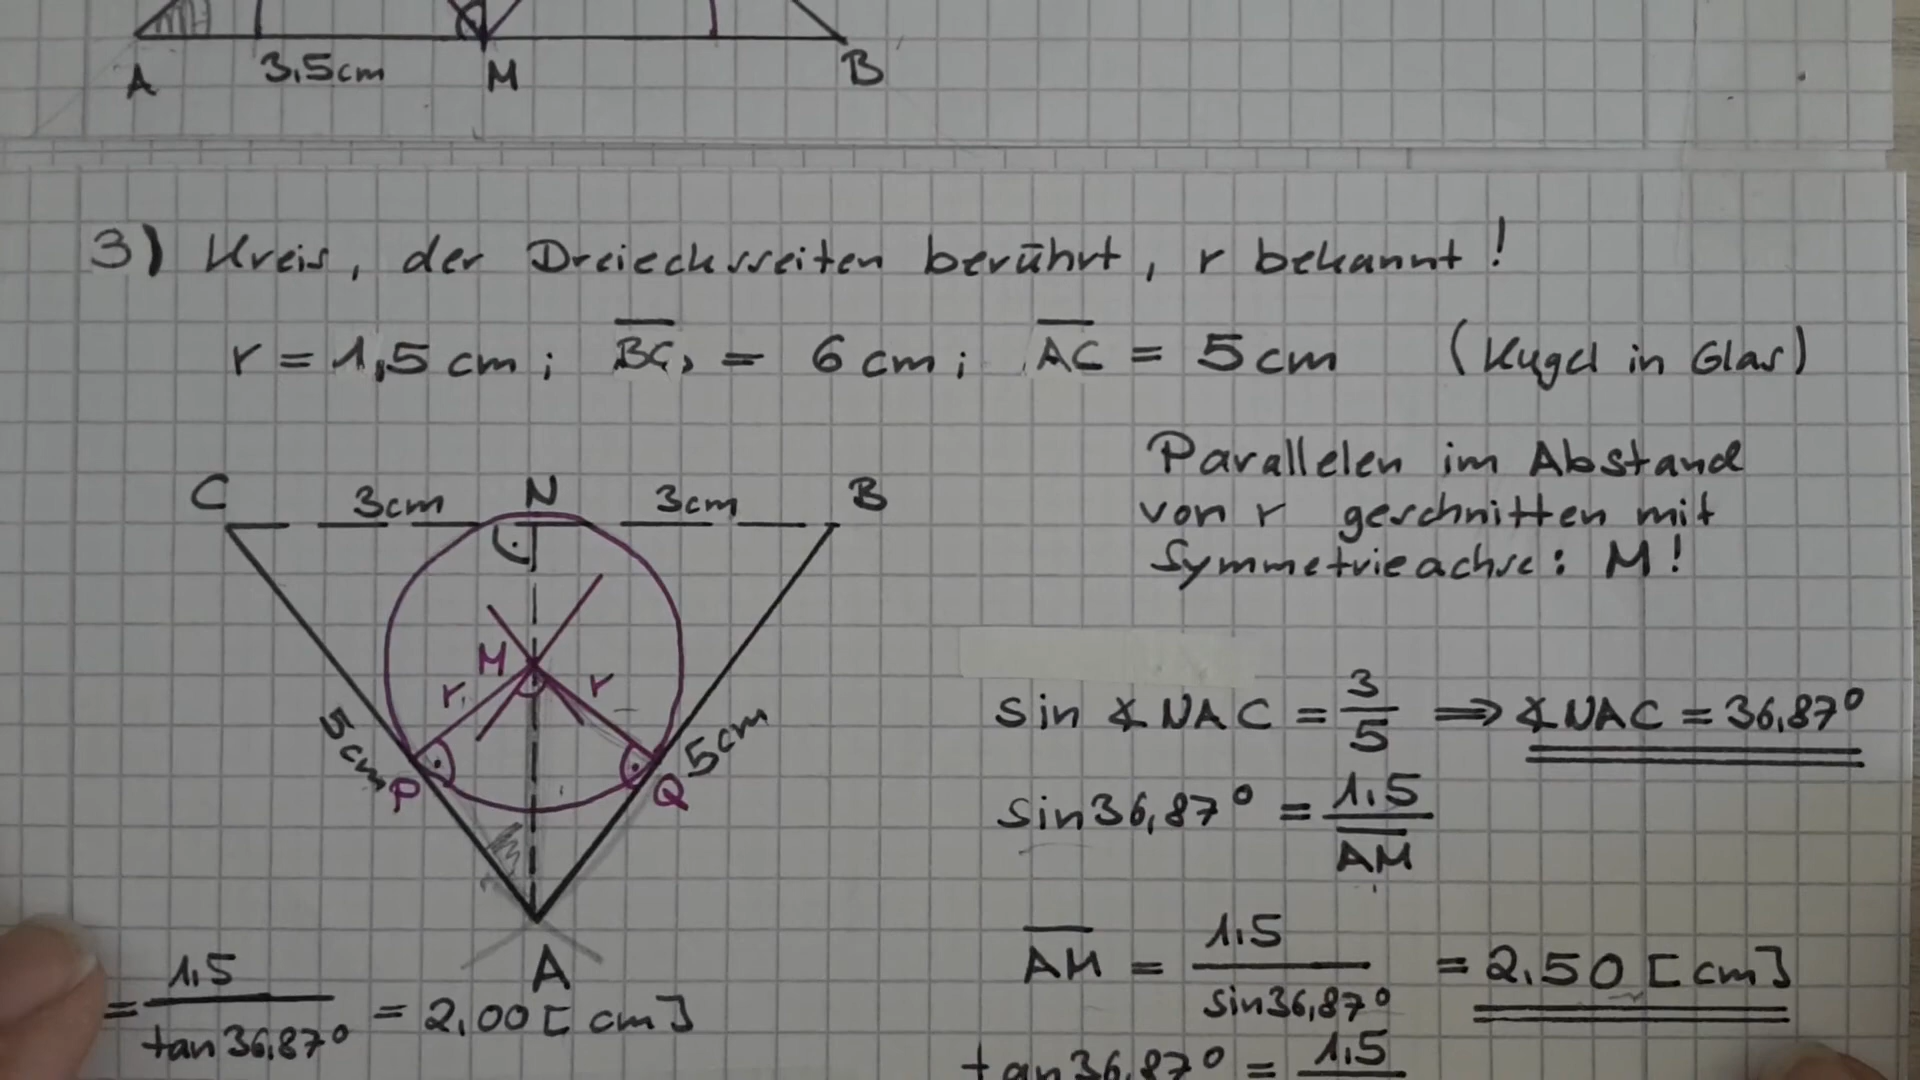 A 3,5cm M B
3) Kreis, der Dreiecksseiten berührt, r bekannt!
r = 1,5 cm; BC = 6 cm; AC = 5 cm (Kugel in Glas)
Parallelen im Abstand
von r geschnitten mit
Symmetrieachse: M!
C 3cm N 3cm B
M
r r
5cm 5cm
P Q
A
sin ∢ NAC = 3/5 ⟹ ∢ NAC = 36,87°
sin 36,87° = 1,5/AM
AM = 1,5/sin 36,87° = 2,50 [cm]
= 1,5/tan 36,87° = 2,00 [cm]
tan 36,87° = 1,5